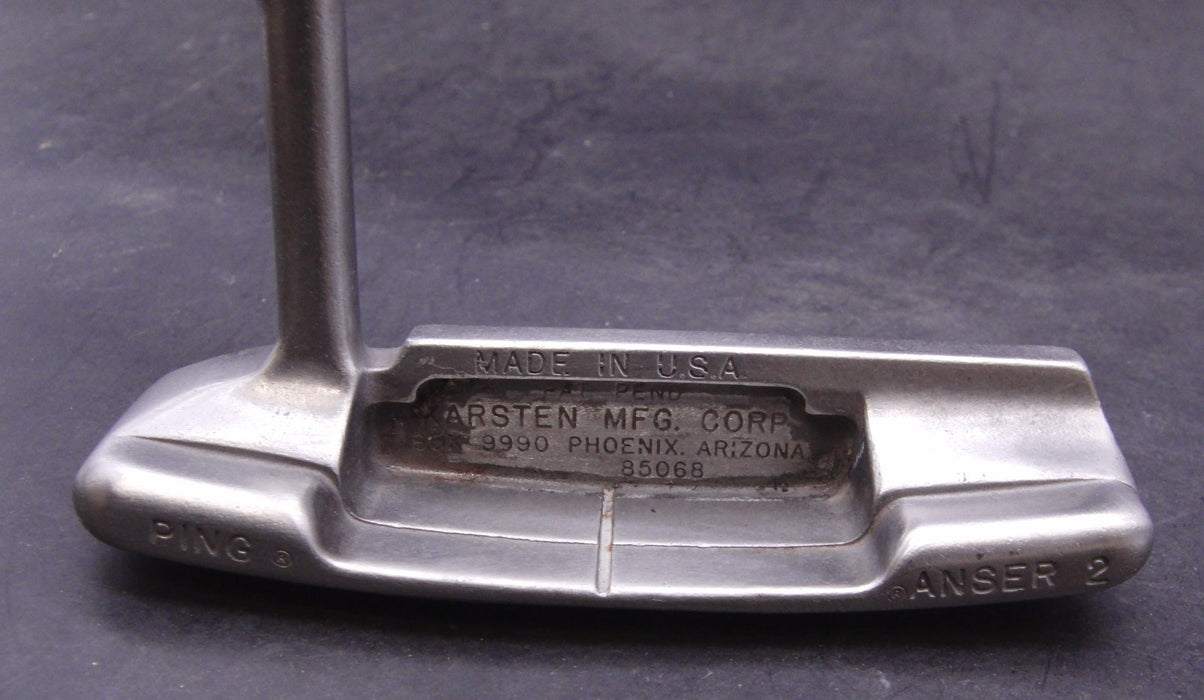 MADE IN U.S.A.
PAT PEND
KARSTEN MFG. CORP.
BOX 9990 PHOENIX. ARIZONA.
85068
PING ®
® ANSER 2